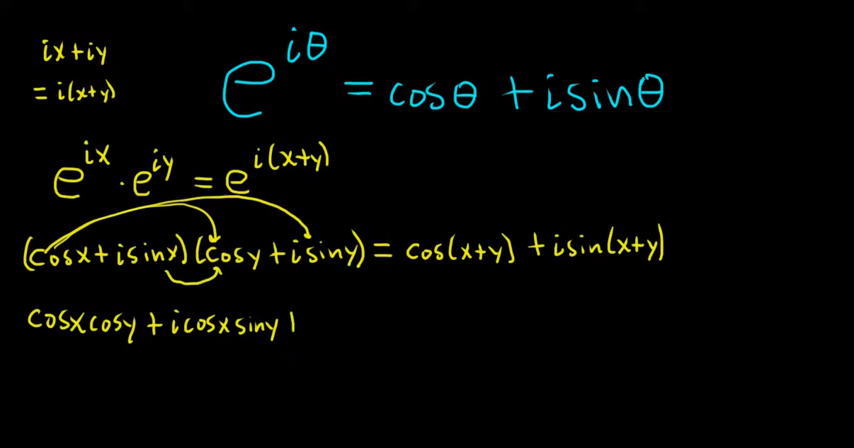 ix+iy
= i(x+y)
e^{iθ} = cosθ + isinθ
e^{ix} · e^{iy} = e^{i(x+y)}
(cosx + isinx)(cosy + isiny) = cos(x+y) + isin(x+y)
cosxcosy + icosxsiny